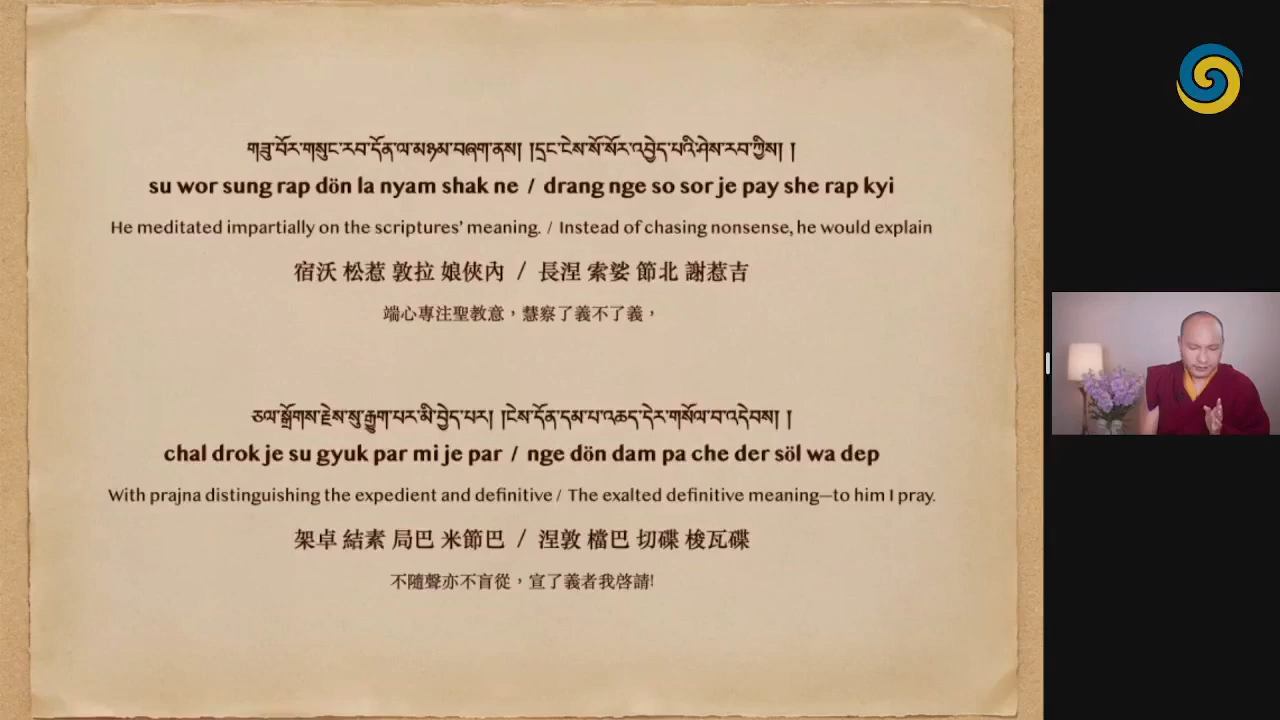 གཟུ་བོར་གསུང་རབ་དོན་ལ་མཉམ་བཞག་ནས། །དྲང་ངེས་སོ་སོར་འབྱེད་པའི་ཤེས་རབ་ཀྱིས། །
su wor sung rap dön la nyam shak ne / drang nge so sor je pay she rap kyi
He meditated impartially on the scriptures’ meaning. / Instead of chasing nonsense, he would explain
宿沃 松惹 敦拉 娘俠內 / 長涅 索娑 節北 謝惹吉
端心專注聖教意，慧察了義不了義，
ཅལ་སྒྲོགས་རྗེས་སུ་རྒྱུག་པར་མི་བྱེད་པར། །ངེས་དོན་དམ་པ་འཆད་དེར་གསོལ་བ་འདེབས། །
chal drok je su gyuk par mi je par / nge dön dam pa che der söl wa dep
With prajna distinguishing the expedient and definitive / The exalted definitive meaning—to him I pray.
架卓 結素 局巴 米節巴 / 涅敦 檔巴 切碟 梭瓦碟
不隨聲亦不盲從，宣了義者我啓請!